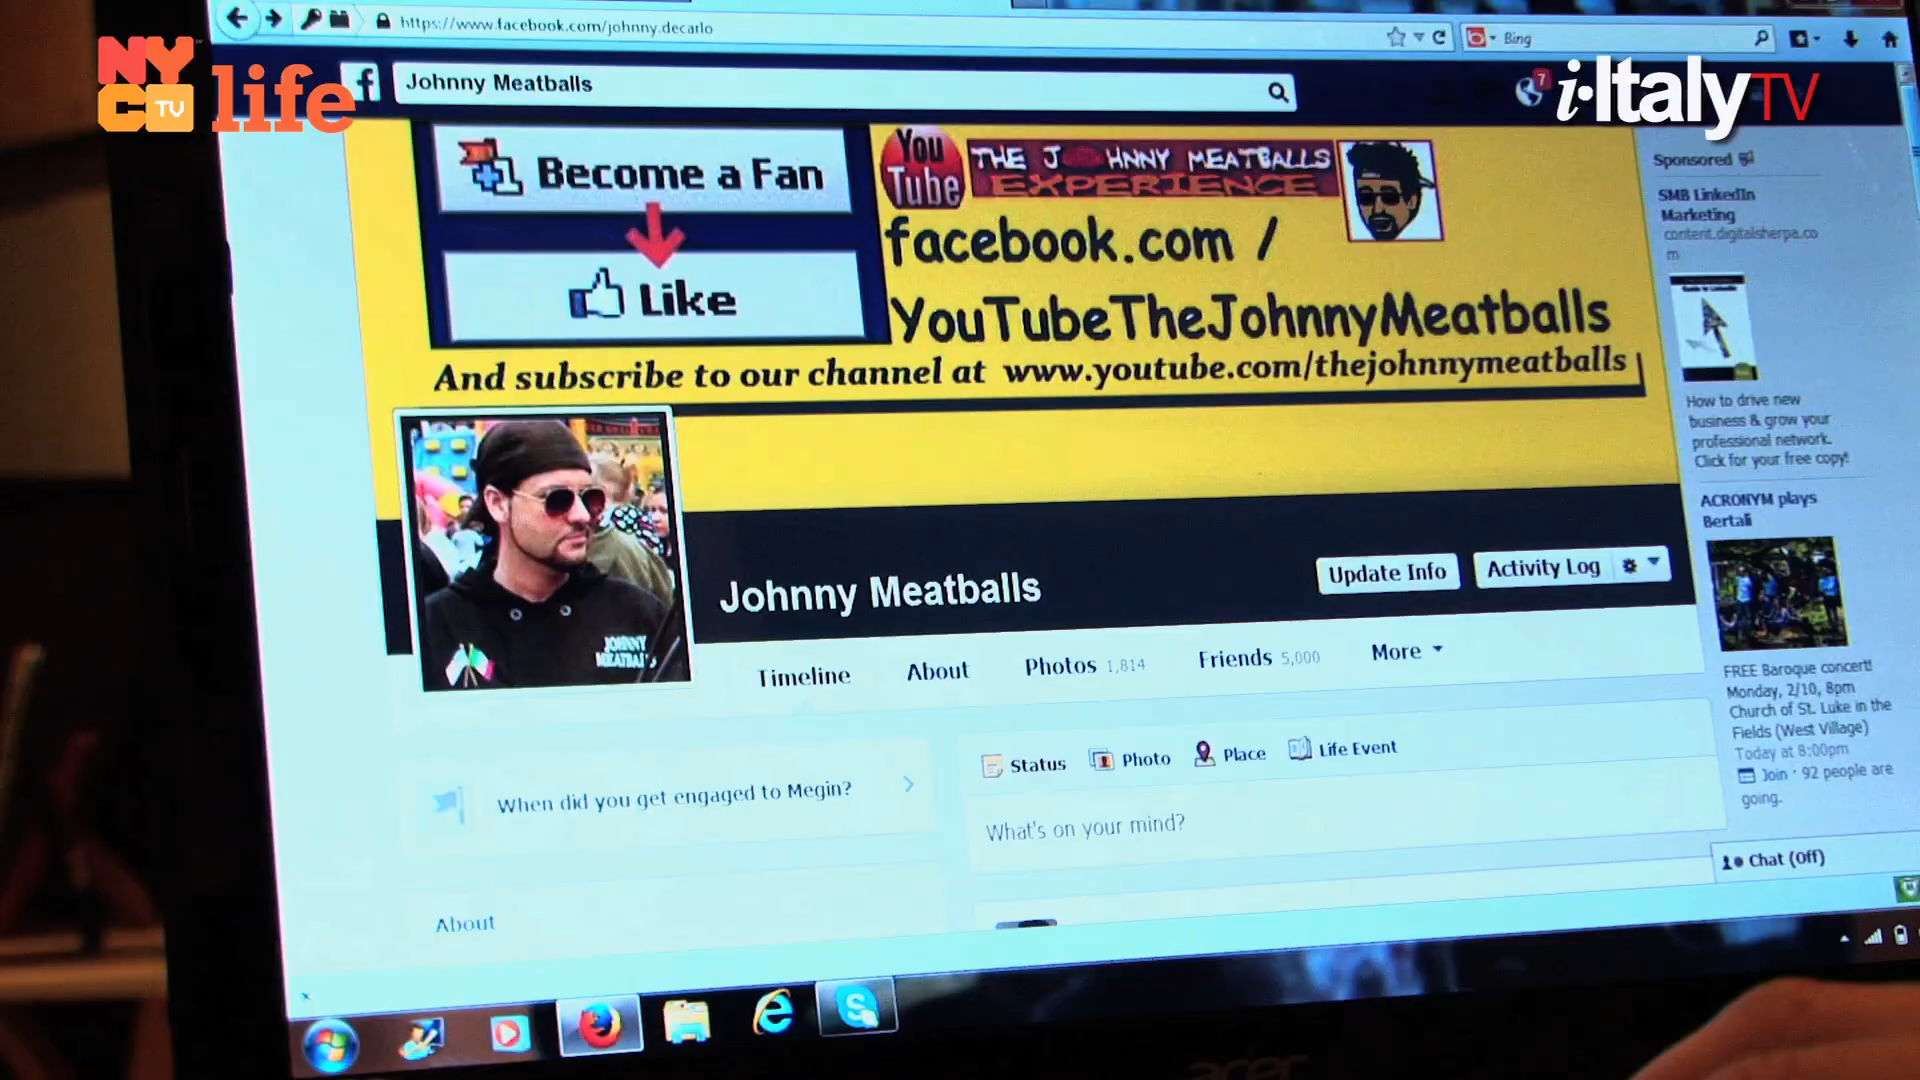 https://www.facebook.com/johnny.decarlo
Bing
NYC TV life
f
Johnny Meatballs
7
i-ItalyTV
Become a Fan
Like
You Tube
THE JOHNNY MEATBALLS
EXPERIENCE
facebook.com /
YouTubeTheJohnnyMeatballs
And subscribe to our channel at www.youtube.com/thejohnnymeatballs
JOHNNY
Johnny Meatballs
Update Info
Activity Log
Timeline
About
Photos 1,814
Friends 5,000
More
When did you get engaged to Megin?
About
Status
Photo
Place
Life Event
What's on your mind?
Sponsored
SMB LinkedIn
Marketing
content.digitalsherpa.co
m
How to drive new
business & grow your
professional network.
Click for your free copy!
ACRONYM plays
Bertali
FREE Baroque concert!
Monday, 2/10, 8pm
Church of St. Luke in the
Fields (West Village)
Today at 8:00pm
Join · 92 people are
going.
Chat (Off)
acer